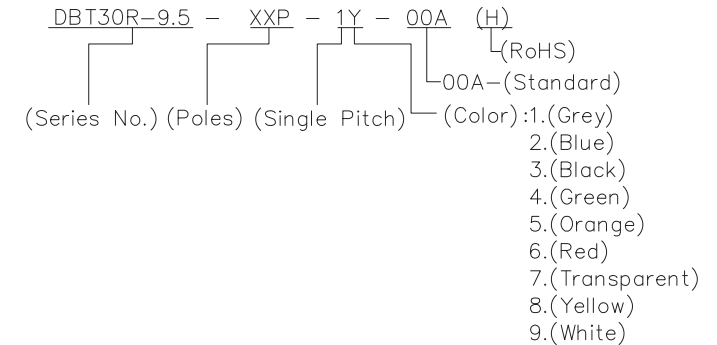 DBT30R-9.5 - XXP - 1Y - 00A (H)
(RoHS)
00A-(Standard)
(Series No.) (Poles) (Single Pitch) (Color):1.(Grey)
2.(Blue)
3.(Black)
4.(Green)
5.(Orange)
6.(Red)
7.(Transparent)
8.(Yellow)
9.(White)